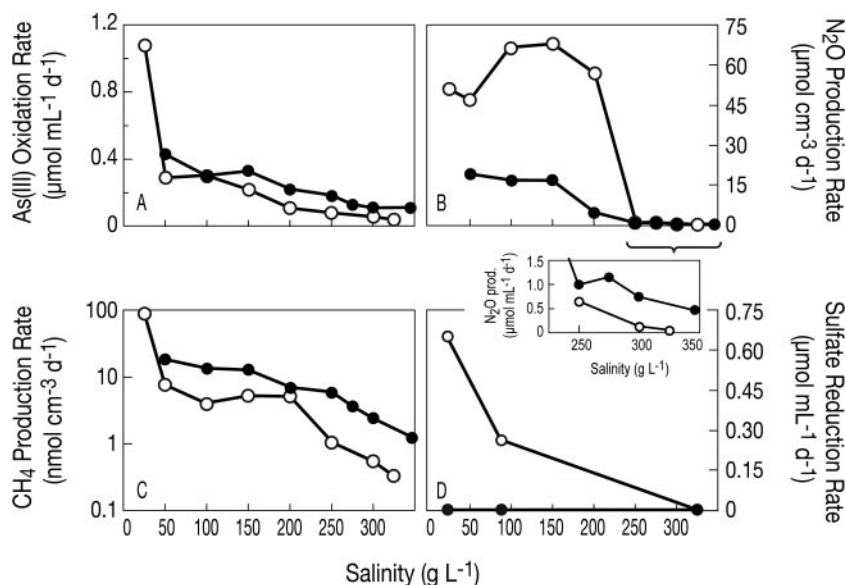 1.2
0.8
0.4
0
As(III) Oxidation Rate
(μmol mL-1 d-1)
A
B
75
60
45
30
15
0
N2O Production Rate
(μmol cm-3 d-1)
1.5
1.0
0.5
0
N2O prod.
(μmol mL-1 d-1)
250 300 350
Salinity (g L-1)
100
10
1
0.1
CH4 Production Rate
(nmol cm-3 d-1)
C
D
0.75
0.60
0.45
0.30
0.15
0
Sulfate Reduction Rate
(μmol mL-1 d-1)
0 50 100 150 200 250 300
0 50 100 150 200 250 300
Salinity (g L-1)